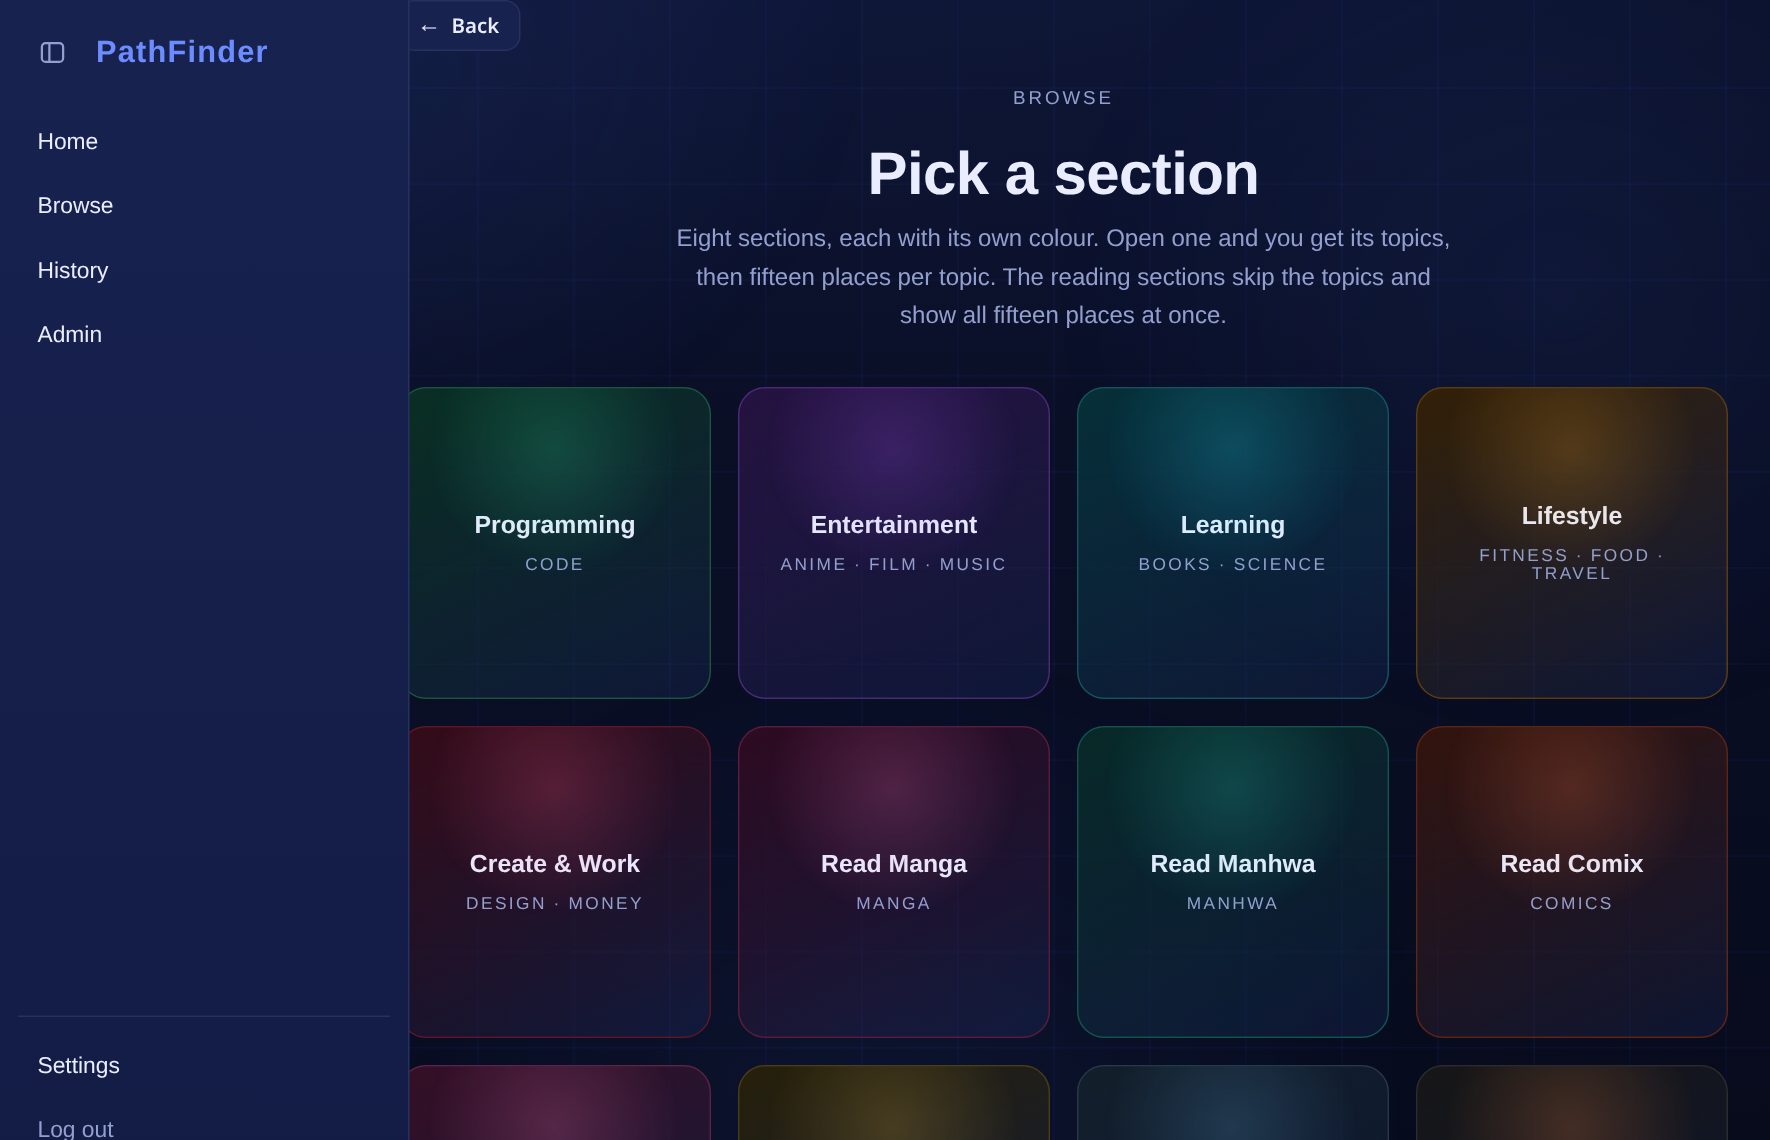 PathFinder
Home
Browse
History
Admin
Settings
Log out
← Back
BROWSE
Pick a section
Eight sections, each with its own colour. Open one and you get its topics,
then fifteen places per topic. The reading sections skip the topics and
show all fifteen places at once.
Programming
CODE
Entertainment
ANIME · FILM · MUSIC
Learning
BOOKS · SCIENCE
Lifestyle
FITNESS · FOOD ·
TRAVEL
Create & Work
DESIGN · MONEY
Read Manga
MANGA
Read Manhwa
MANHWA
Read Comix
COMICS